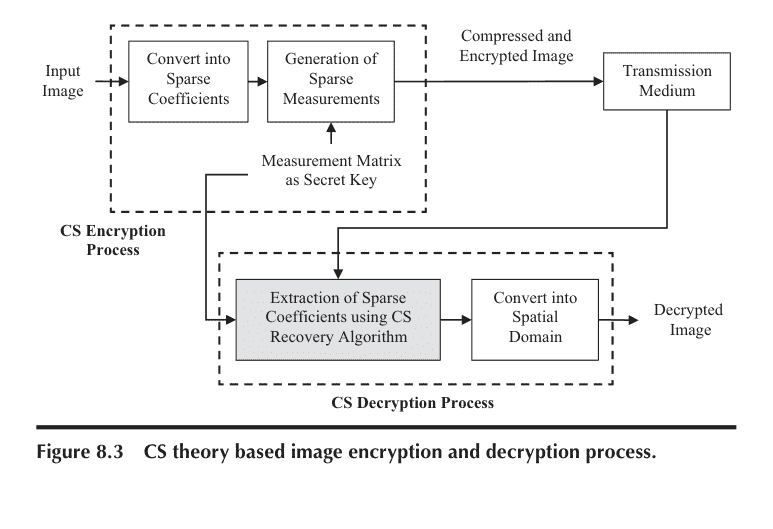 Compressed and
Encrypted Image
Input
Image
Convert into
Sparse
Coefficients
Generation of
Sparse
Measurements
Transmission
Medium
Measurement Matrix
as Secret Key
CS Encryption
Process
Extraction of Sparse
Coefficients using CS
Recovery Algorithm
Convert into
Spatial
Domain
Decrypted
Image
CS Decryption Process
Figure 8.3 CS theory based image encryption and decryption process.